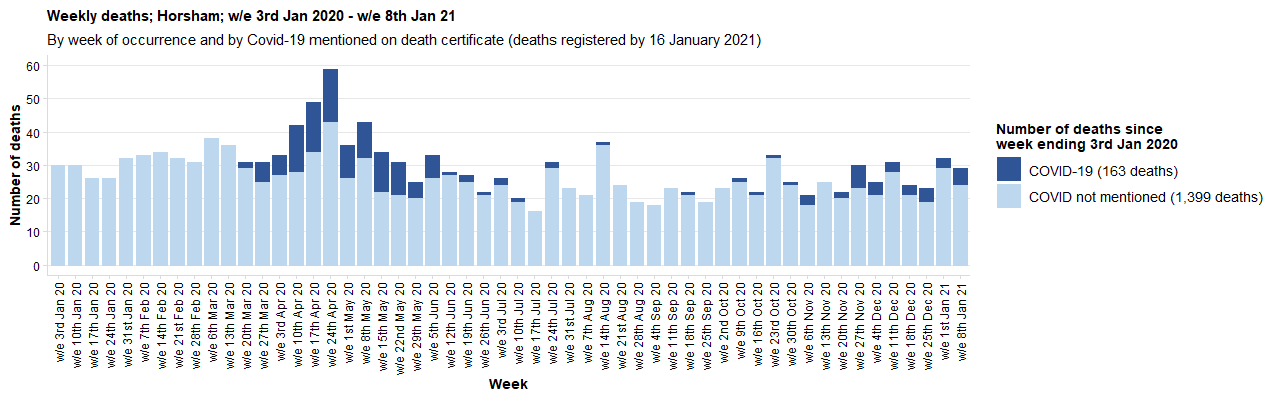 Weekly deaths; Horsham; w/e 3rd Jan 2020 - w/e 8th Jan 21
By week of occurrence and by Covid-19 mentioned on death certificate (deaths registered by 16 January 2021)
Number of deaths
60
50
40
30
20
10
0
w/e 3rd Jan 20
w/e 10th Jan 20
w/e 17th Jan 20
w/e 24th Jan 20
w/e 31st Jan 20
w/e 7th Feb 20
w/e 14th Feb 20
w/e 21st Feb 20
w/e 28th Feb 20
w/e 6th Mar 20
w/e 13th Mar 20
w/e 20th Mar 20
w/e 27th Mar 20
w/e 3rd Apr 20
w/e 10th Apr 20
w/e 17th Apr 20
w/e 24th Apr 20
w/e 1st May 20
w/e 8th May 20
w/e 15th May 20
w/e 22nd May 20
w/e 29th May 20
w/e 5th Jun 20
w/e 12th Jun 20
w/e 19th Jun 20
w/e 26th Jun 20
w/e 3rd Jul 20
w/e 10th Jul 20
w/e 17th Jul 20
w/e 24th Jul 20
w/e 31st Jul 20
w/e 7th Aug 20
w/e 14th Aug 20
w/e 21st Aug 20
w/e 28th Aug 20
w/e 4th Sep 20
w/e 11th Sep 20
w/e 18th Sep 20
w/e 25th Sep 20
w/e 2nd Oct 20
w/e 9th Oct 20
w/e 16th Oct 20
w/e 23rd Oct 20
w/e 30th Oct 20
w/e 6th Nov 20
w/e 13th Nov 20
w/e 20th Nov 20
w/e 27th Nov 20
w/e 4th Dec 20
w/e 11th Dec 20
w/e 18th Dec 20
w/e 25th Dec 20
w/e 1st Jan 21
w/e 8th Jan 21
Week
Number of deaths since
week ending 3rd Jan 2020
COVID-19 (163 deaths)
COVID not mentioned (1,399 deaths)